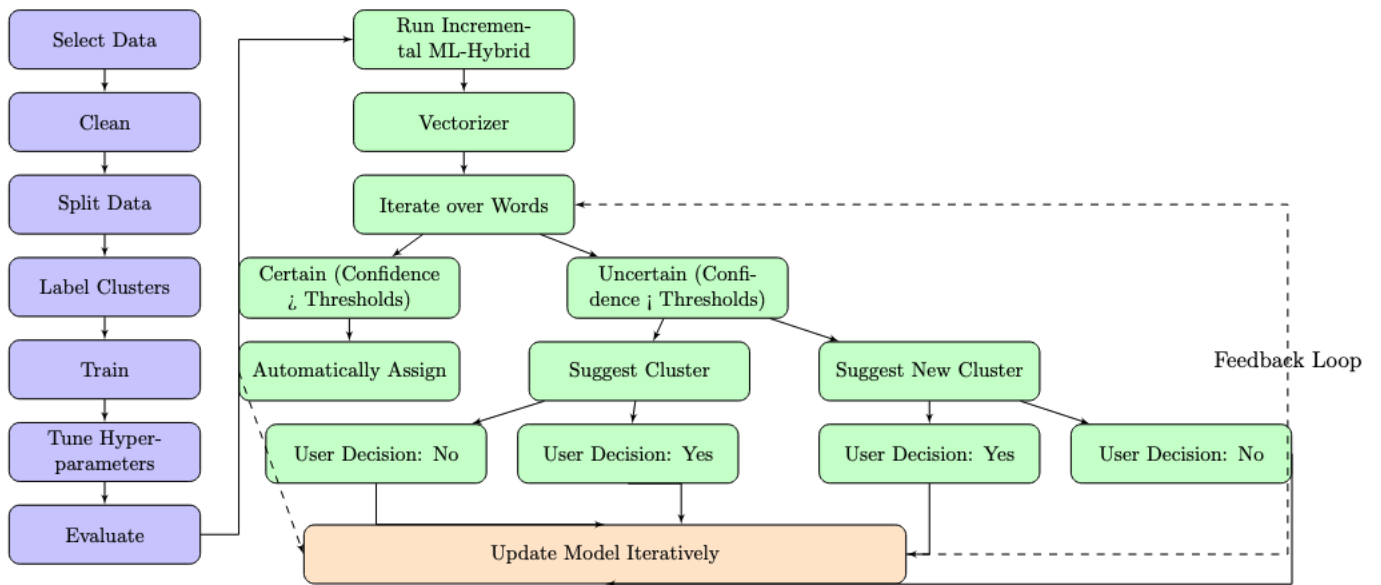 Select Data
Clean
Split Data
Label Clusters
Train
Tune Hyper-
parameters
Evaluate
Run Incremen-
tal ML-Hybrid
Vectorizer
Iterate over Words
Certain (Confidence
¿ Thresholds)
Uncertain (Confi-
dence ¡ Thresholds)
Automatically Assign
Suggest Cluster
Suggest New Cluster
Feedback Loop
User Decision: No
User Decision: Yes
User Decision: Yes
User Decision: No
Update Model Iteratively